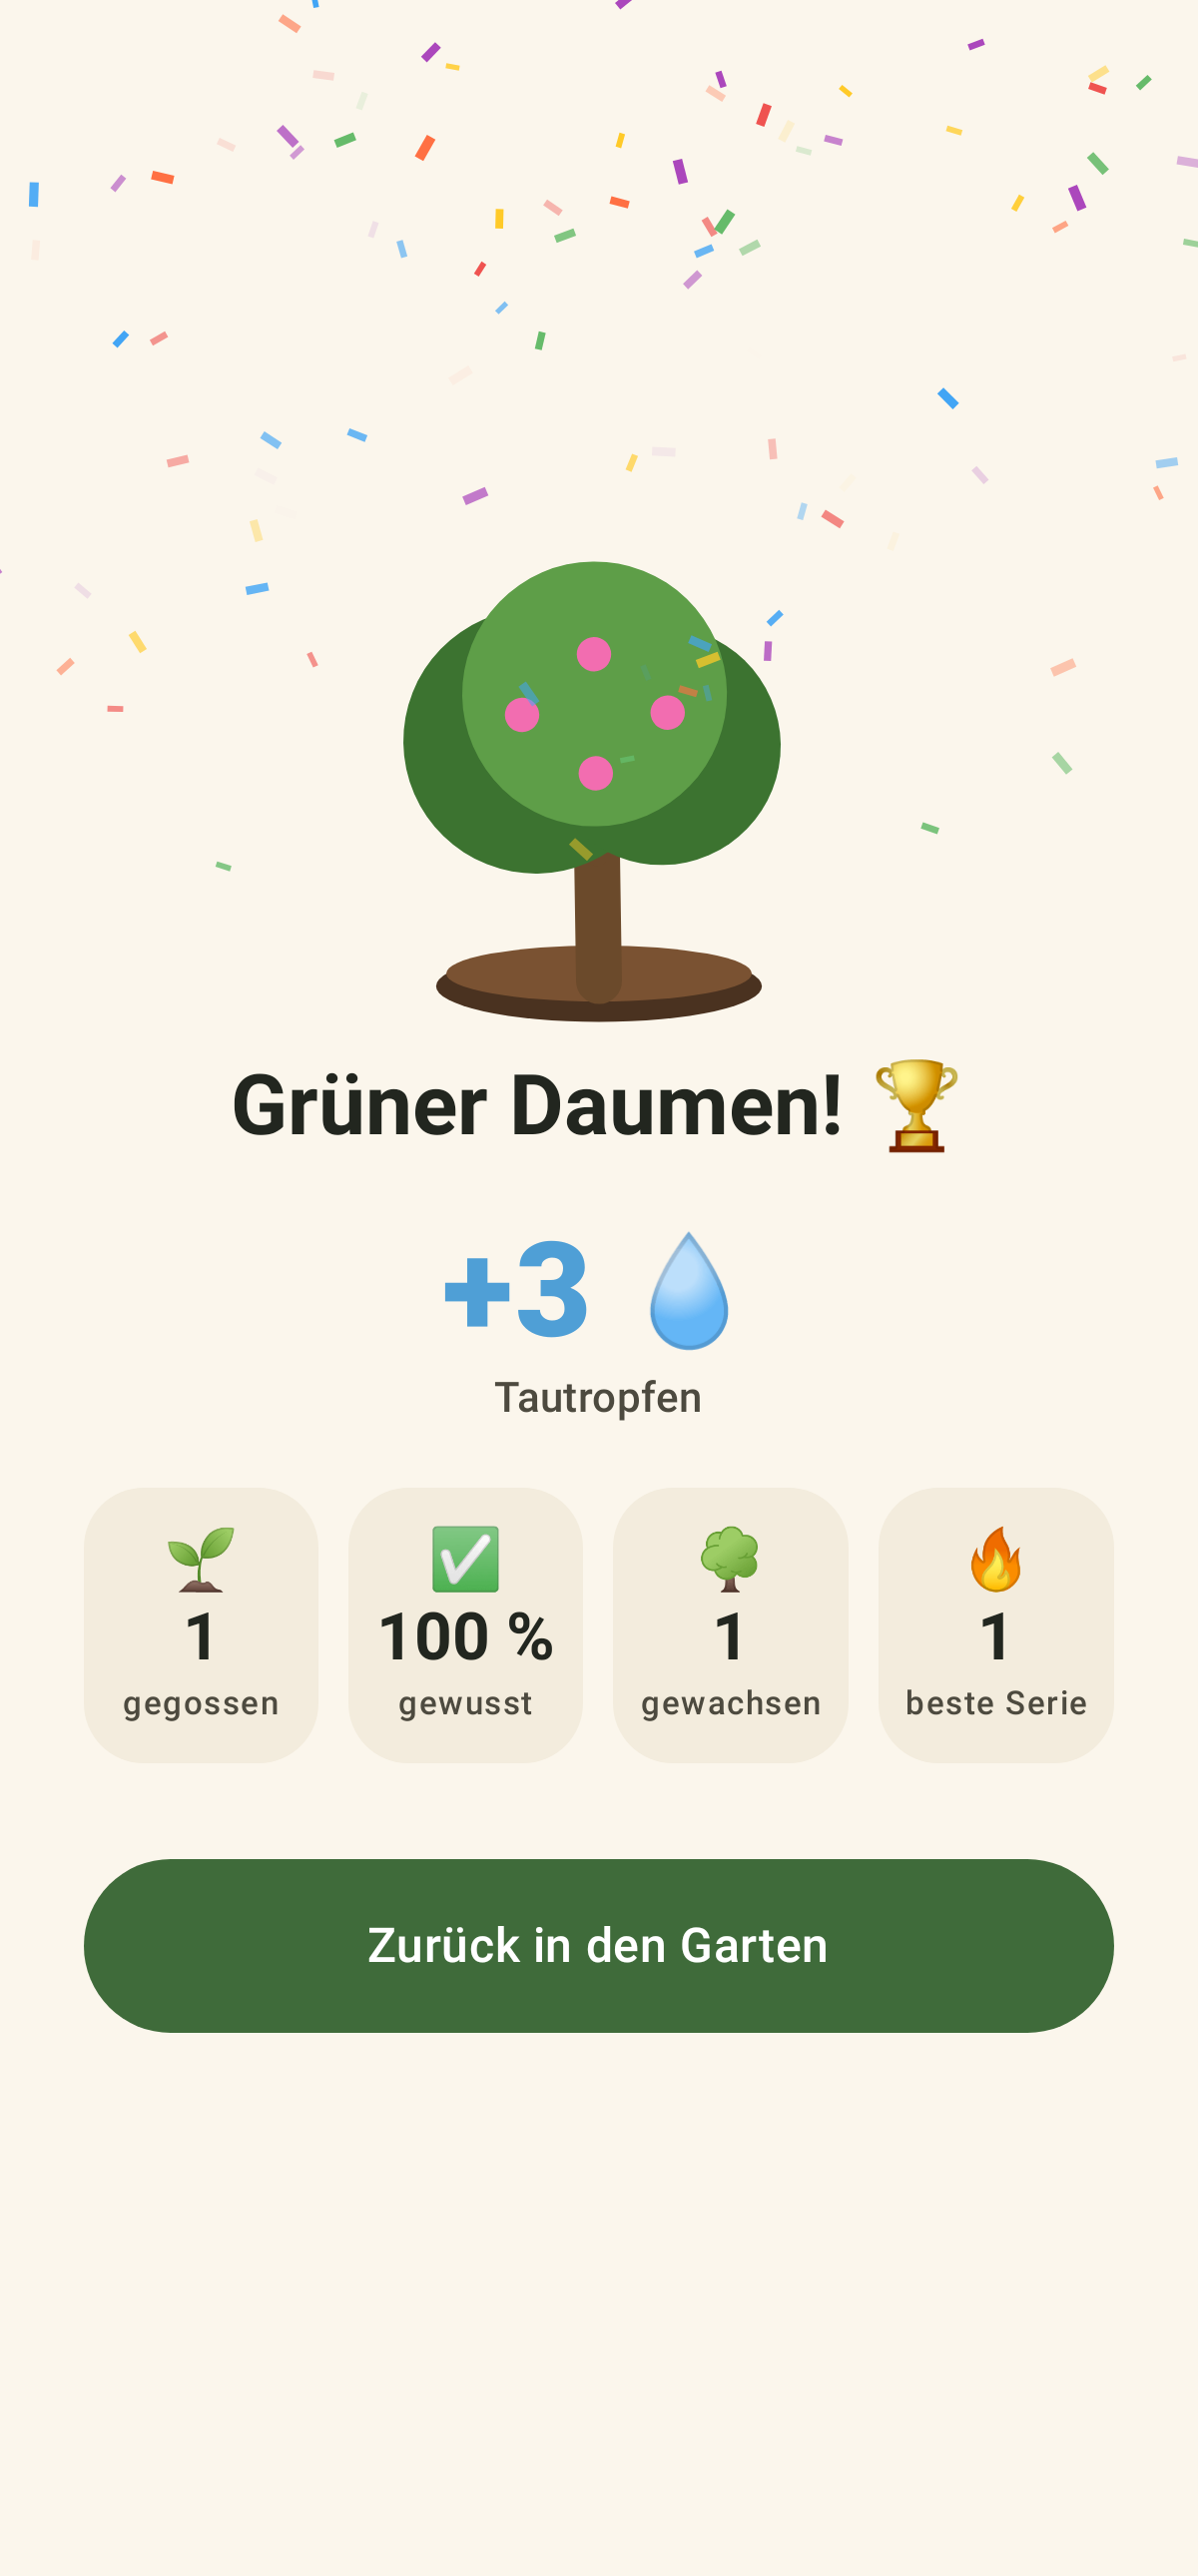 Grüner Daumen! 🏆
+3 💧
Tautropfen
🌱 ✅ 🌳 🔥
1 100 % 1 1
gegossen gewusst gewachsen beste Serie
Zurück in den Garten